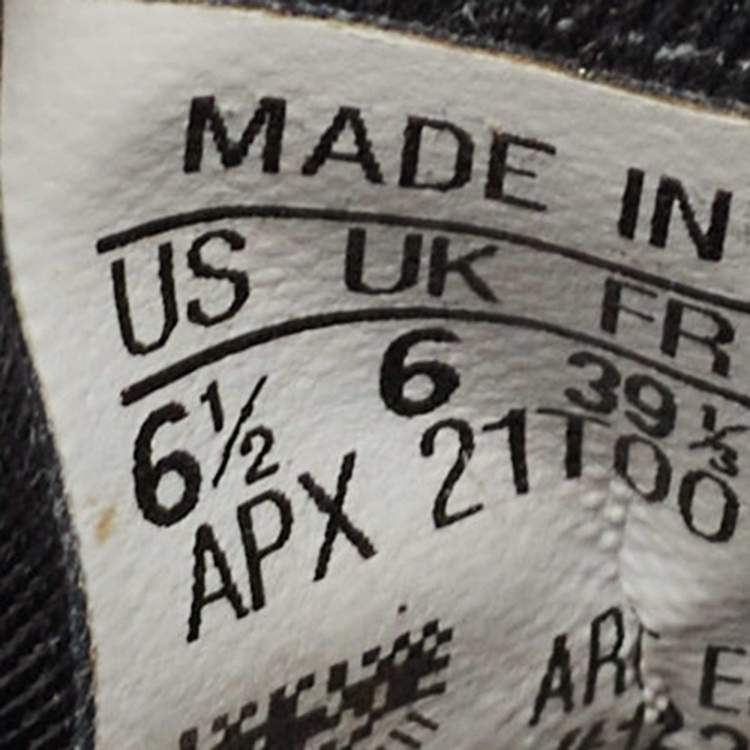 MADE IN
US UK FR
6½ 6 39⅓
APX 21T00